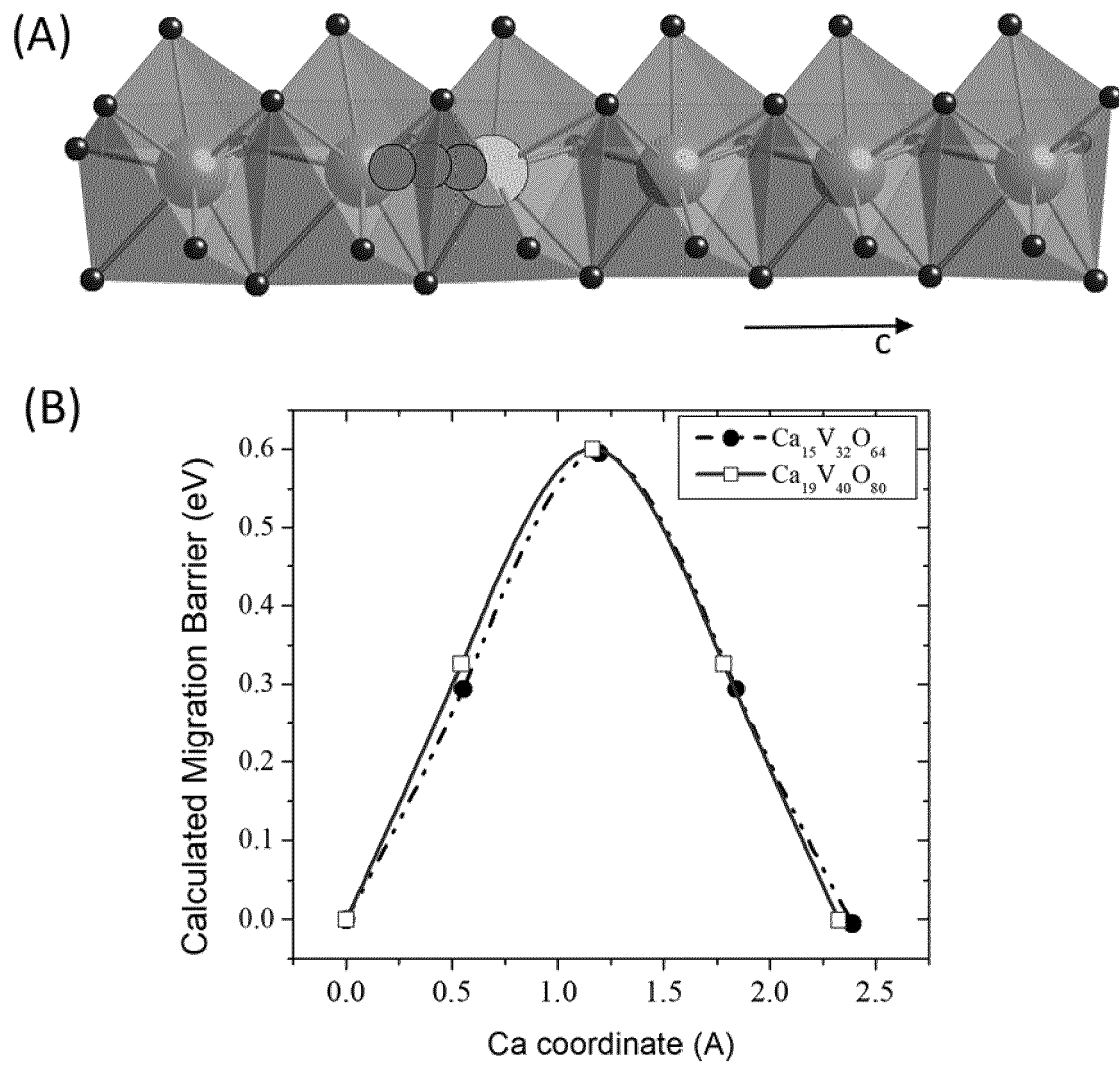 (A)
c
(B)
Ca15V32O64
Ca19V40O80
Calculated Migration Barrier (eV)
0.6
0.5
0.4
0.3
0.2
0.1
0.0
0.0 0.5 1.0 1.5 2.0 2.5
Ca coordinate (A)